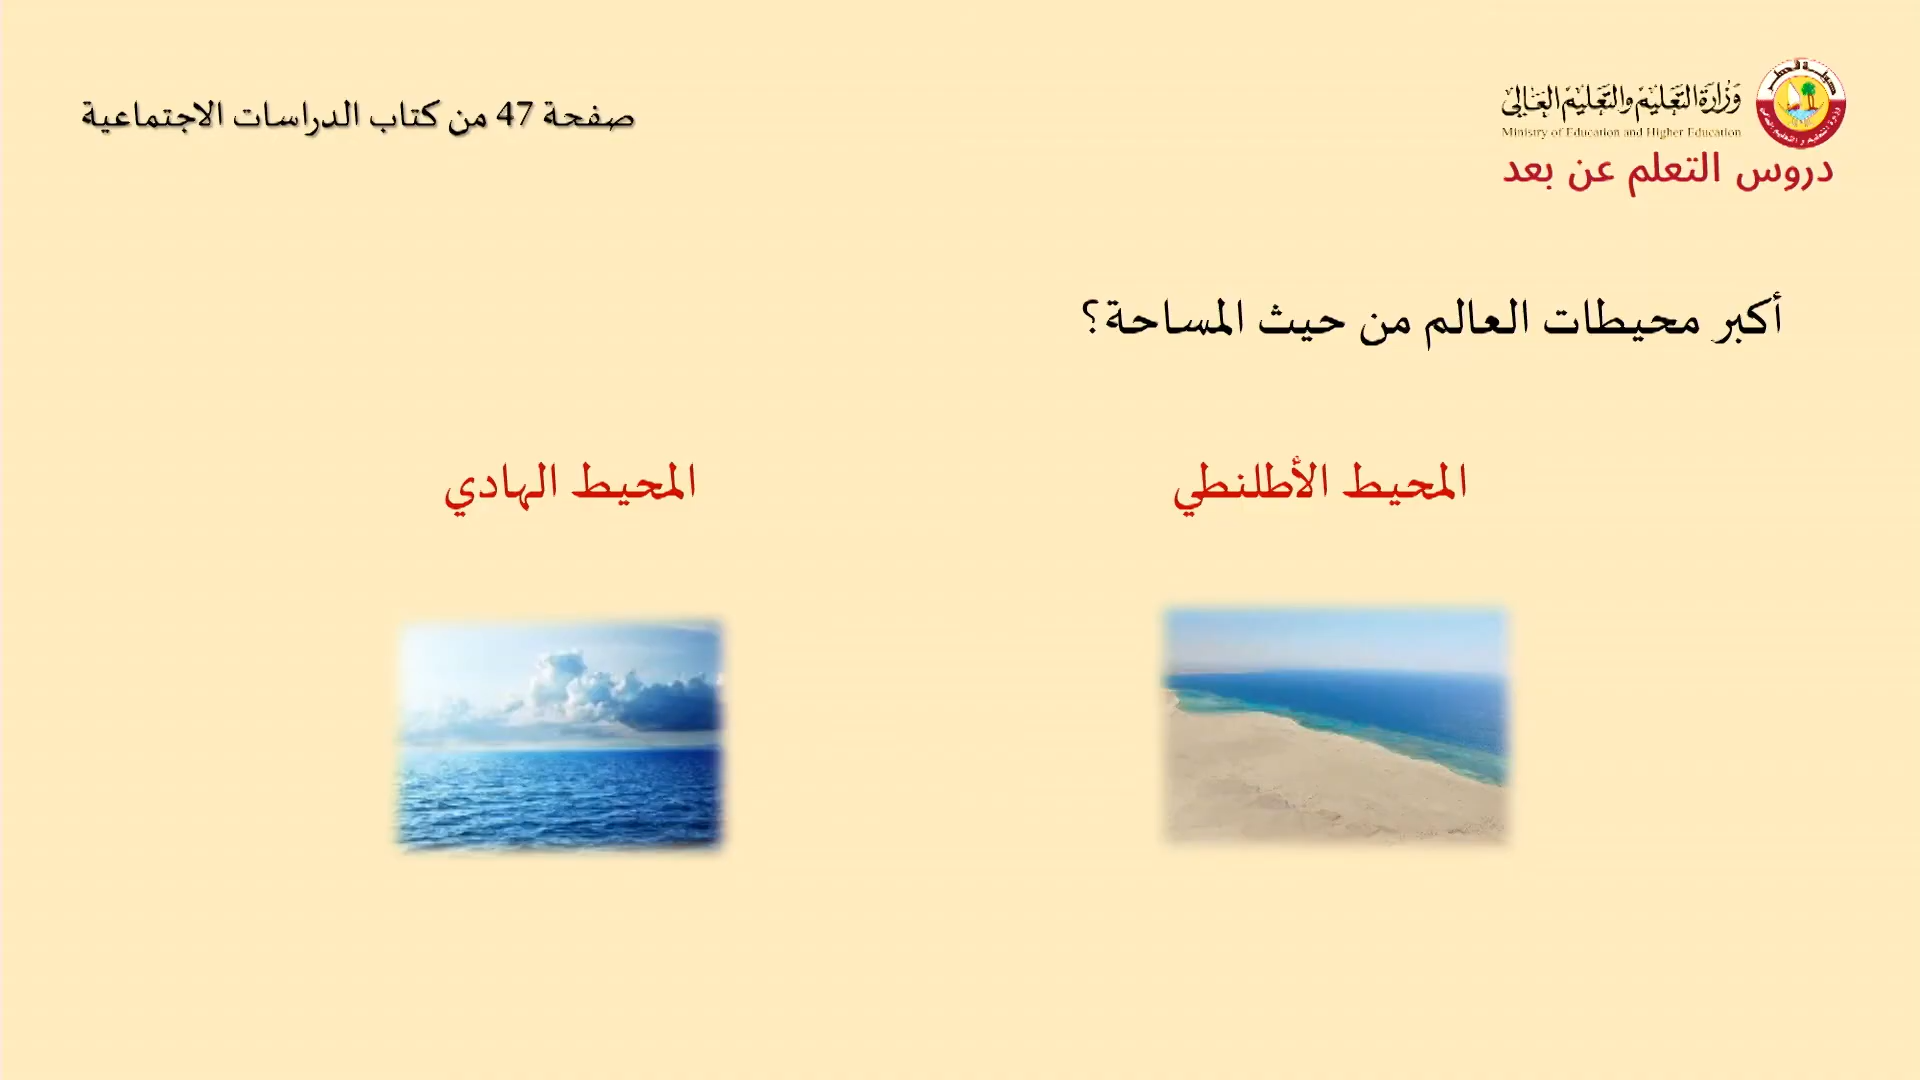 وزارة التعليم والتعليم العالي
Ministry of Education and Higher Education
دروس التعلم عن بعد
صفحة 47 من كتاب الدراسات الاجتماعية
أكبر محيطات العالم من حيث المساحة؟
المحيط الأطلنطي
المحيط الهادي